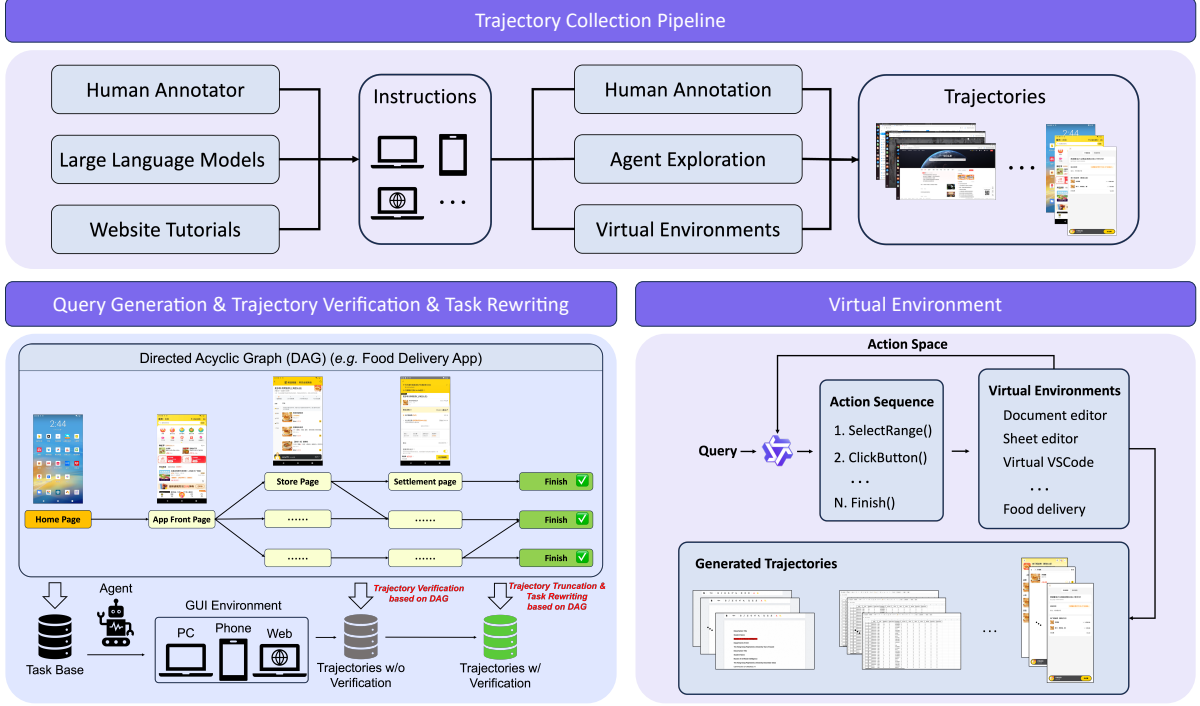 Trajectory Collection Pipeline
Human Annotator
Large Language Models
Website Tutorials
Instructions
...
Human Annotation
Agent Exploration
Virtual Environments
Trajectories
...
Query Generation & Trajectory Verification & Task Rewriting
Directed Acyclic Graph (DAG) (e.g. Food Delivery App)
2:44
Home Page
App Front Page
Store Page
Settlement page
Finish
......
......
Finish
......
......
Finish
Task Base
Agent
GUI Environment
PC
Phone
Web
Trajectory Verification
based on DAG
Trajectories w/o
Verification
Trajectory Truncation &
Task Rewriting
based on DAG
Trajectories w/
Verification
Virtual Environment
Action Space
Query
Action Sequence
1. SelectRange()
2. ClickButton()
...
N. Finish()
Virtual Environments
Document editor
Sheet editor
Virtual VSCode
...
Food delivery
Generated Trajectories
...